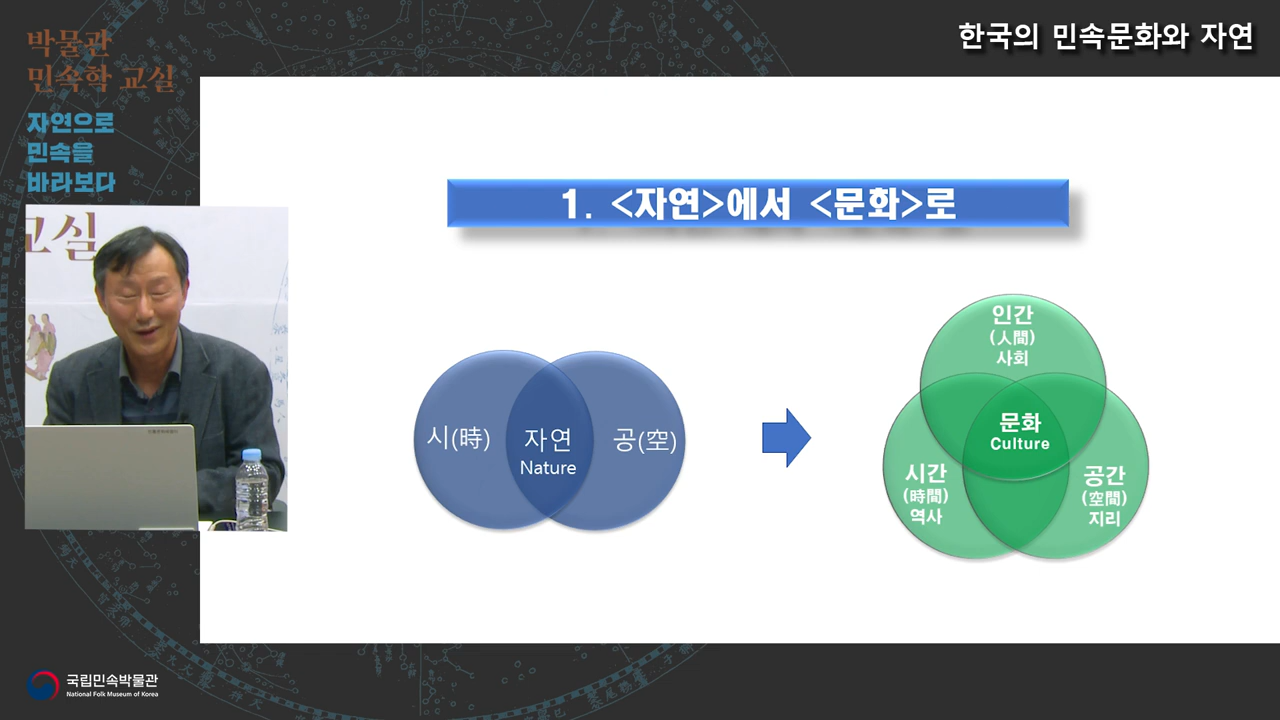 박물관
민속학 교실
자연으로
민속을
바라보다
한국의 민속문화와 자연
교실
1. <자연>에서 <문화>로
시(時)
자연
Nature
공(空)
인간
(人間)
사회
문화
Culture
시간
(時間)
역사
공간
(空間)
지리
국립민속박물관
National Folk Museum of Korea